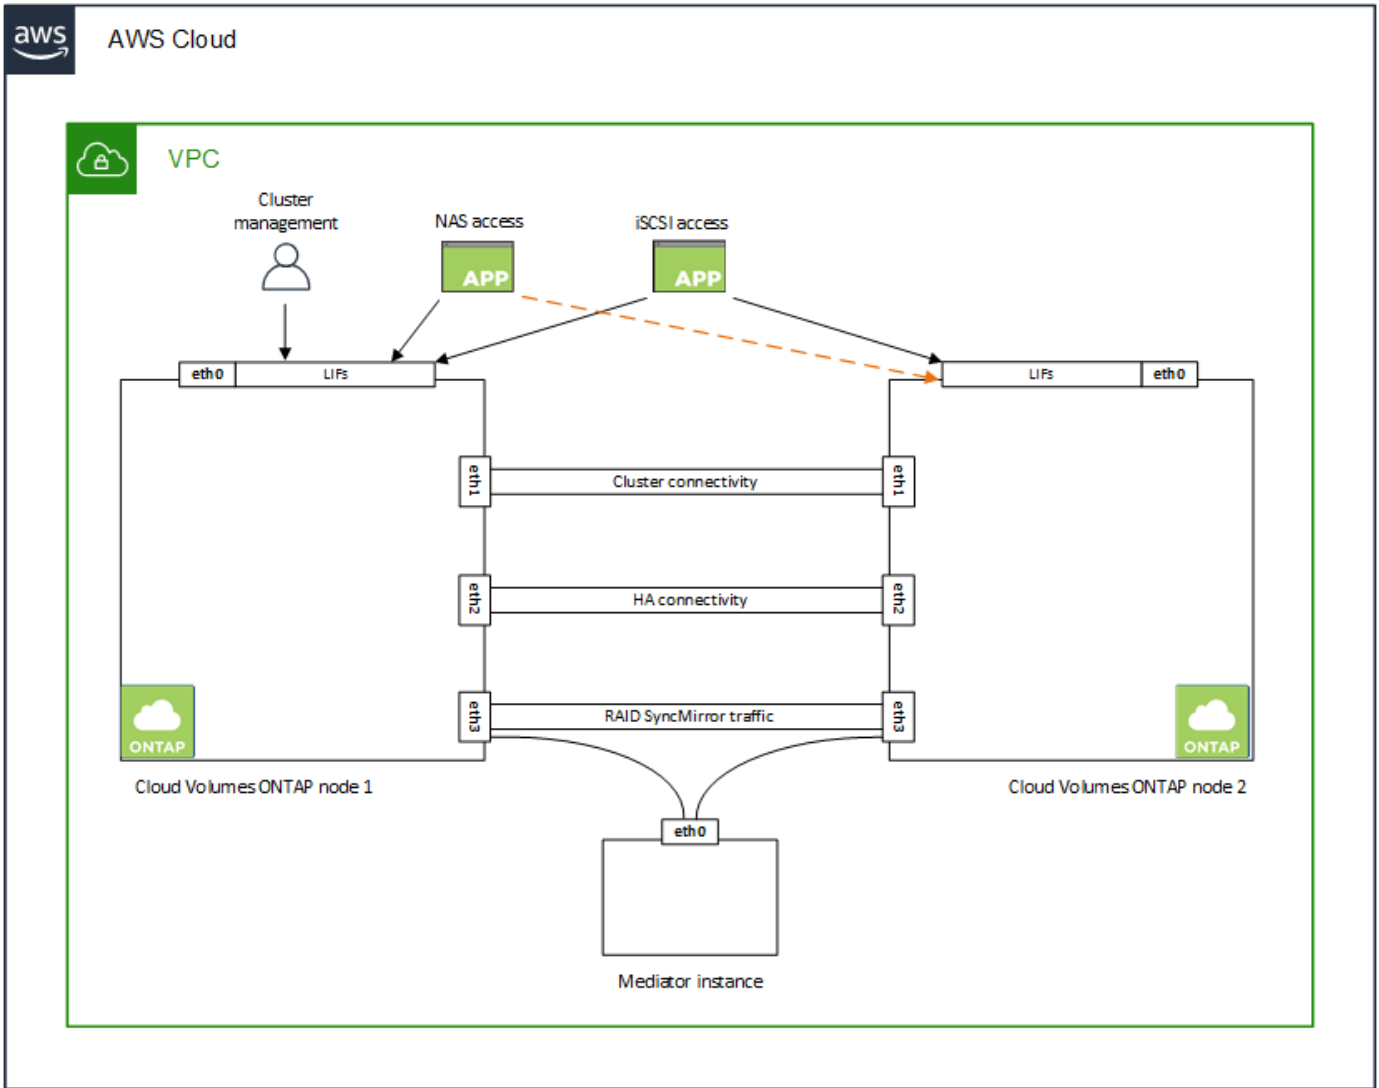 aws
AWS Cloud
VPC
Cluster
management
NAS access
iSCSI access
APP
APP
eth0
LIFs
LIFs
eth0
eth1
Cluster connectivity
eth1
eth2
HA connectivity
eth2
eth3
RAID SyncMirror traffic
eth3
ONTAP
ONTAP
Cloud Volumes ONTAP node 1
Cloud Volumes ONTAP node 2
eth0
Mediator instance